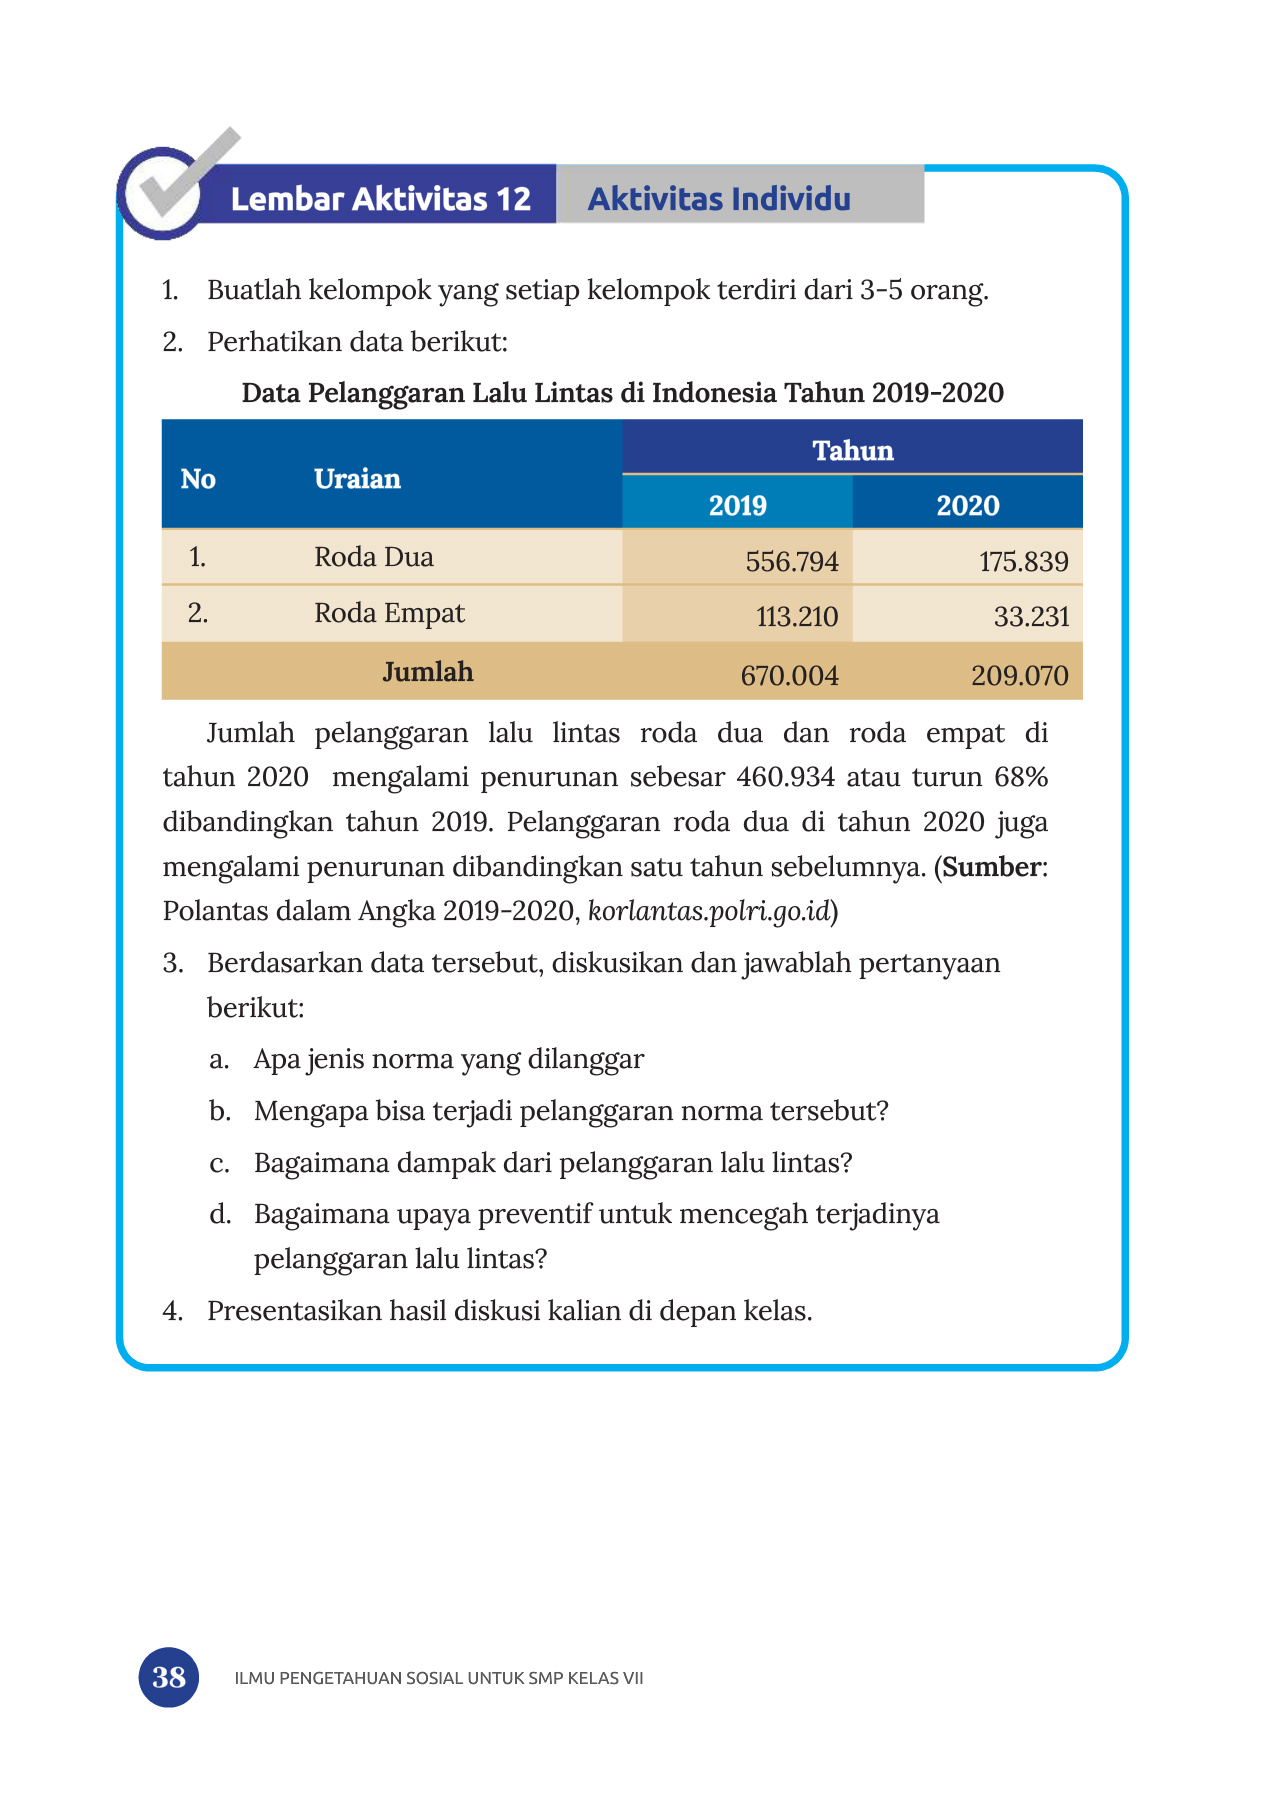 Lembar Aktivitas 12 Aktivitas Individu
1. Buatlah kelompok yang setiap kelompok terdiri dari 3-5 orang.
2. Perhatikan data berikut:
Data Pelanggaran Lalu Lintas di Indonesia Tahun 2019-2020
No Uraian Tahun
2019 2020
1. Roda Dua 556.794 175.839
2. Roda Empat 113.210 33.231
Jumlah 670.004 209.070
Jumlah pelanggaran lalu lintas roda dua dan roda empat di
tahun 2020 mengalami penurunan sebesar 460.934 atau turun 68%
dibandingkan tahun 2019. Pelanggaran roda dua di tahun 2020 juga
mengalami penurunan dibandingkan satu tahun sebelumnya. (Sumber:
Polantas dalam Angka 2019-2020, korlantas.polri.go.id)
3. Berdasarkan data tersebut, diskusikan dan jawablah pertanyaan
berikut:
a. Apa jenis norma yang dilanggar
b. Mengapa bisa terjadi pelanggaran norma tersebut?
c. Bagaimana dampak dari pelanggaran lalu lintas?
d. Bagaimana upaya preventif untuk mencegah terjadinya
pelanggaran lalu lintas?
4. Presentasikan hasil diskusi kalian di depan kelas.
38 ILMU PENGETAHUAN SOSIAL UNTUK SMP KELAS VII